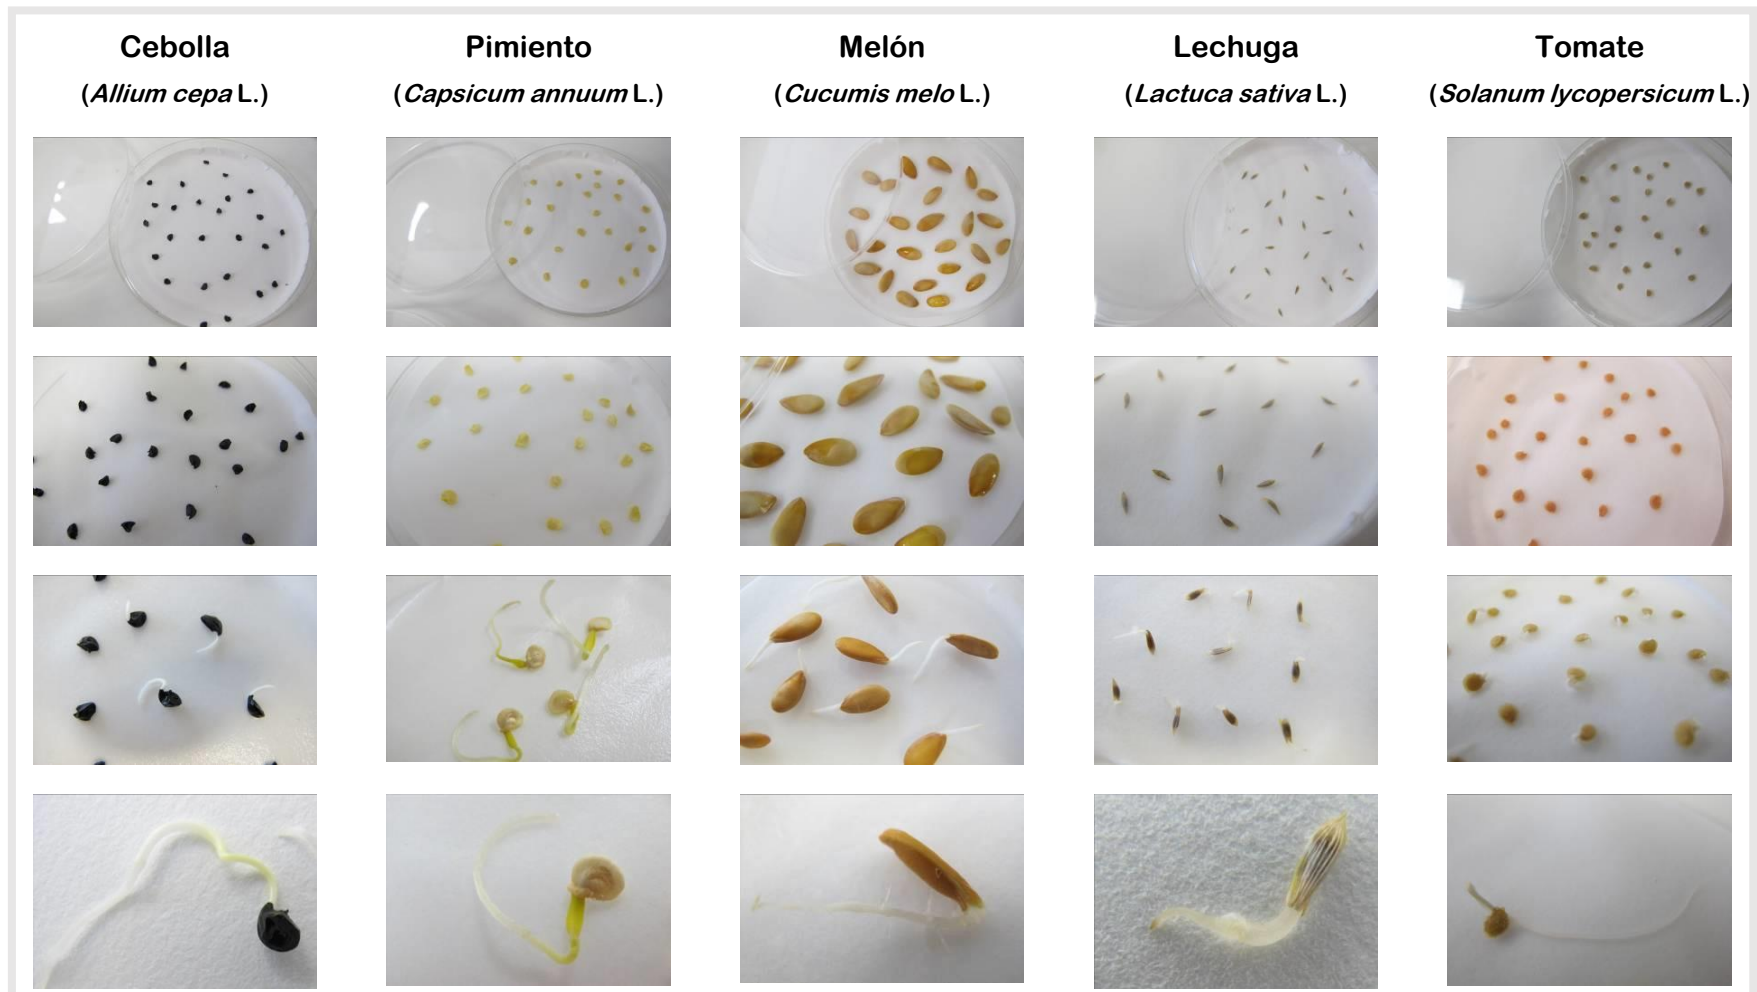 Cebolla
(Allium cepa L.)
Pimiento
(Capsicum annuum L.)
Melón
(Cucumis melo L.)
Lechuga
(Lactuca sativa L.)
Tomate
(Solanum lycopersicum L.)